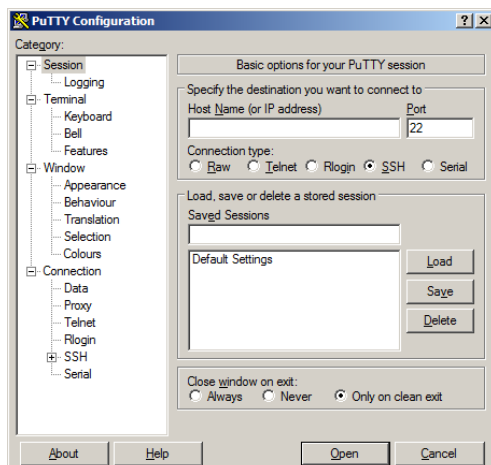 PuTTY Configuration
Category:
Session
Logging
Terminal
Keyboard
Bell
Features
Window
Appearance
Behaviour
Translation
Selection
Colours
Connection
Data
Proxy
Telnet
Rlogin
SSH
Serial
Basic options for your PuTTY session
Specify the destination you want to connect to
Host Name (or IP address) Port
22
Connection type:
Raw Telnet Rlogin SSH Serial
Load, save or delete a stored session
Saved Sessions
Default Settings
Load
Save
Delete
Close window on exit:
Always Never Only on clean exit
About Help Open Cancel